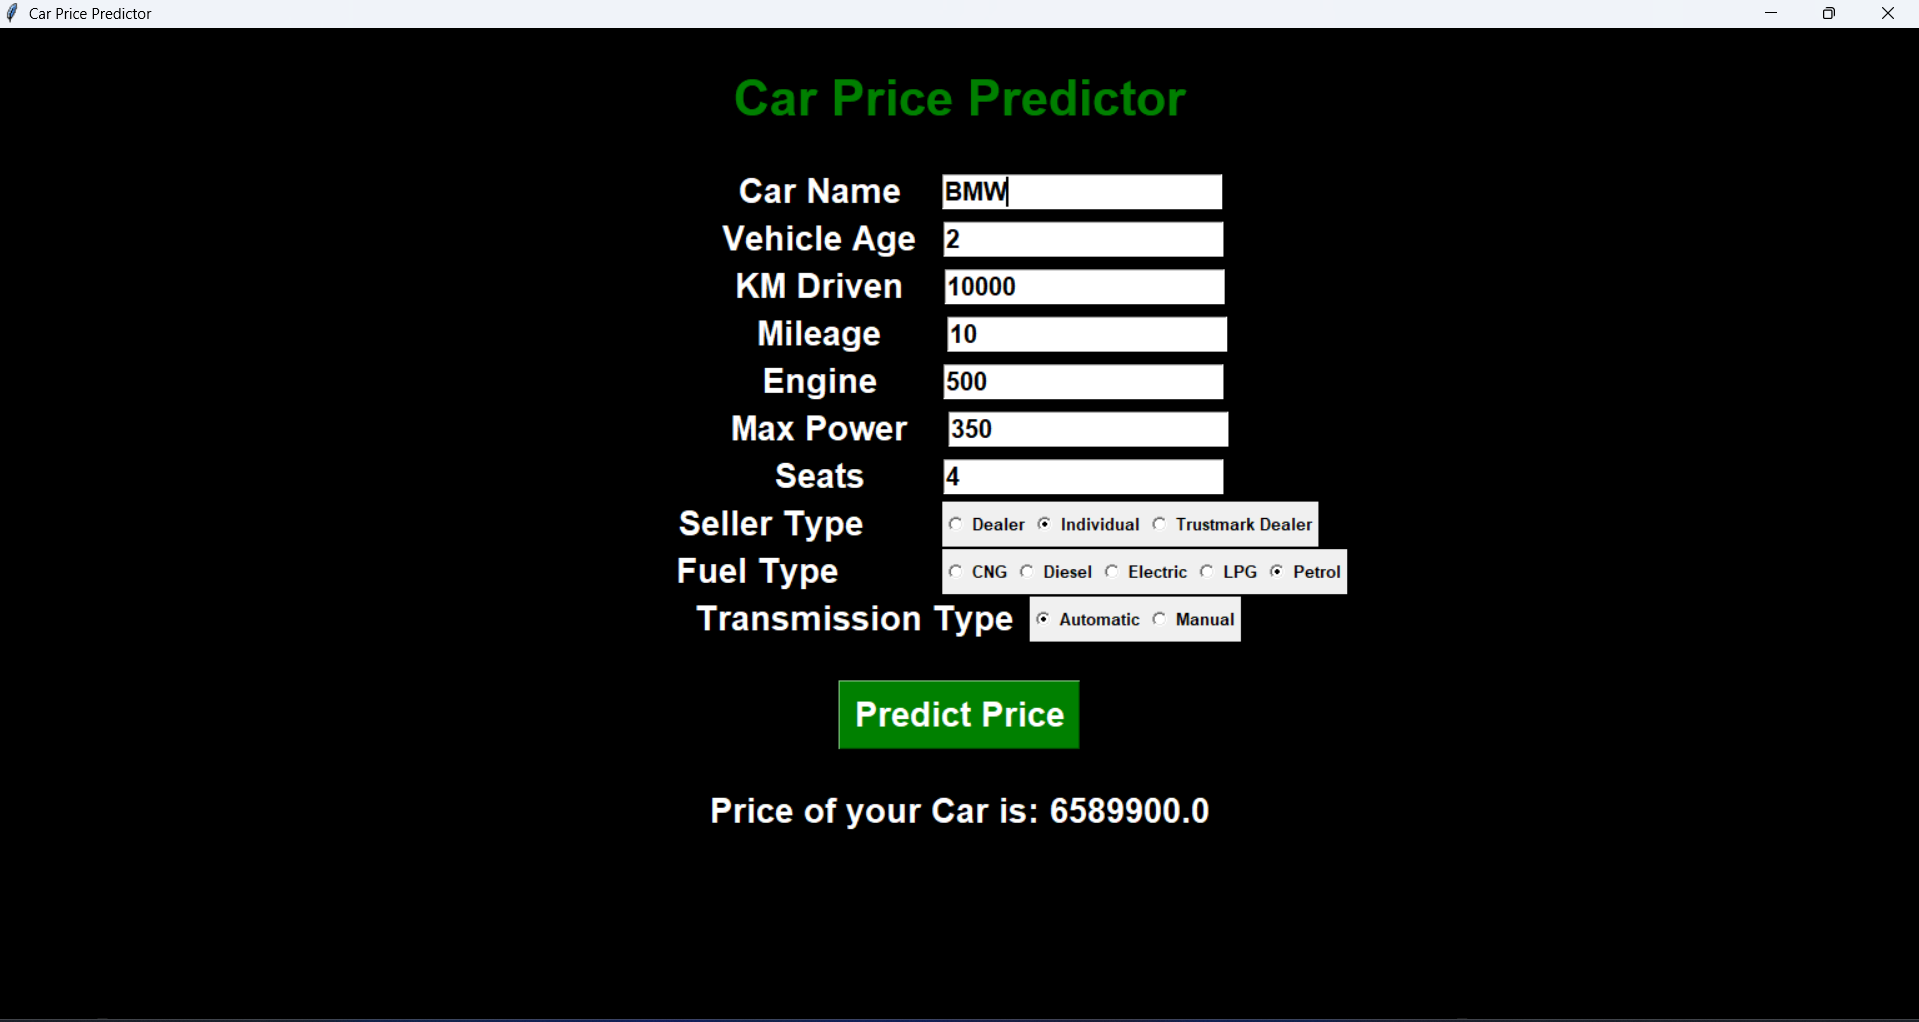 Car Price Predictor
Car Price Predictor
Car Name BMW
Vehicle Age 2
KM Driven 10000
Mileage 10
Engine 500
Max Power 350
Seats 4
Seller Type Dealer Individual Trustmark Dealer
Fuel Type CNG Diesel Electric LPG Petrol
Transmission Type Automatic Manual
Predict Price
Price of your Car is: 6589900.0